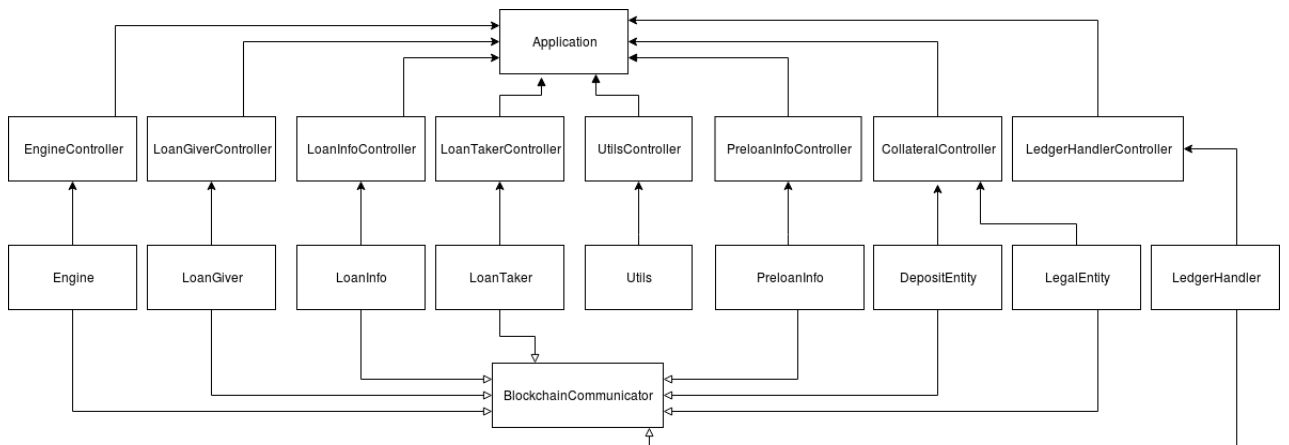 Application
EngineController
LoanGiverController
LoanInfoController
LoanTakerController
UtilsController
PreloanInfoController
CollateralController
LedgerHandlerController
Engine
LoanGiver
LoanInfo
LoanTaker
Utils
PreloanInfo
DepositEntity
LegalEntity
LedgerHandler
BlockchainCommunicator